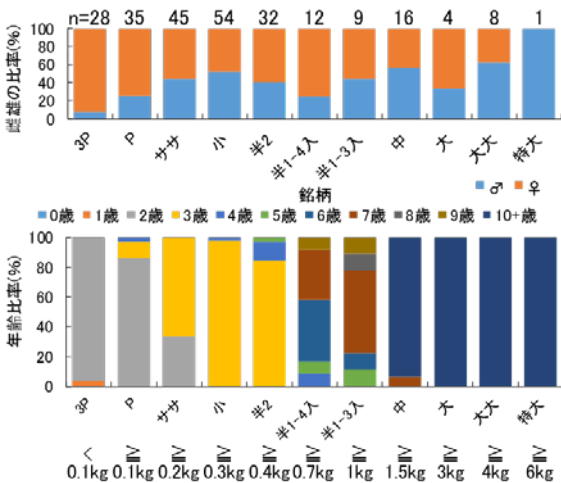 n=28 35 45 54 32 12 9 16 4 8 1
雌雄の比率(%)
100
80
60
40
20
0
3P P ササ 小 半2 半1-4入 半1-3入 中 大 大大 特大
銘柄
♂ ♀
0歳 1歳 2歳 3歳 4歳 5歳 6歳 7歳 8歳 9歳 10+歳
年齢比率(%)
100
80
60
40
20
0
3P P ササ 小 半2 半1-4入 半1-3入 中 大 大大 特大
< ≧ ≧ ≧ ≧ ≧ ≧ ≧ ≧ ≧ ≧
0.1kg 0.1kg 0.2kg 0.3kg 0.4kg 0.7kg 1kg 1.5kg 3kg 4kg 6kg